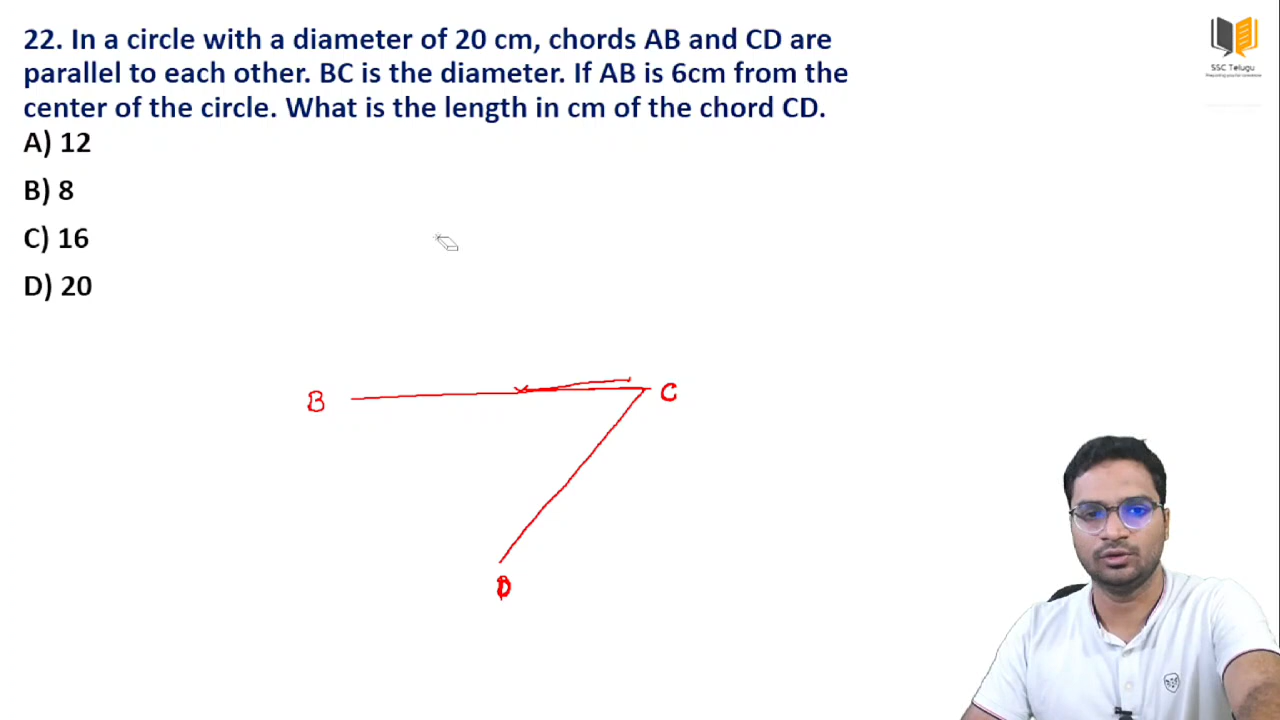 22. In a circle with a diameter of 20 cm, chords AB and CD are
parallel to each other. BC is the diameter. If AB is 6cm from the
center of the circle. What is the length in cm of the chord CD.
A) 12
B) 8
C) 16
D) 20
SSC Telugu
B
C
D